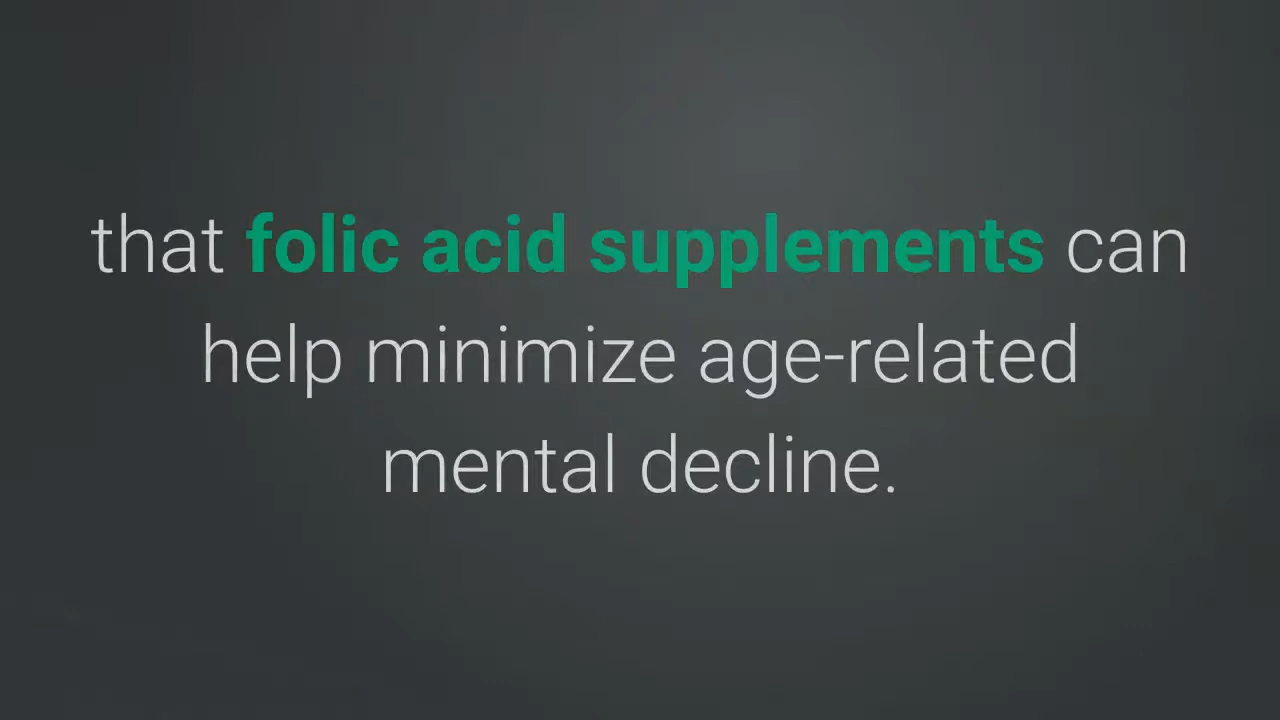 that folic acid supplements can
help minimize age-related
mental decline.